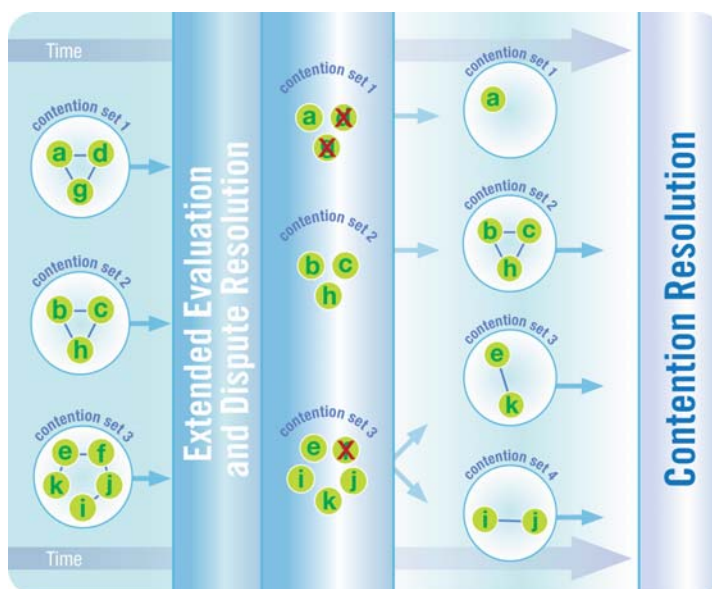 Time
contention set 1
a d
g
contention set 2
b c
h
contention set 3
e f
k j
i
Time
Extended Evaluation
and Dispute Resolution
contention set 1
a
contention set 2
b c
h
contention set 3
e
i j
k
contention set 1
a
contention set 2
b c
h
contention set 3
e
k
contention set 4
i j
Contention Resolution